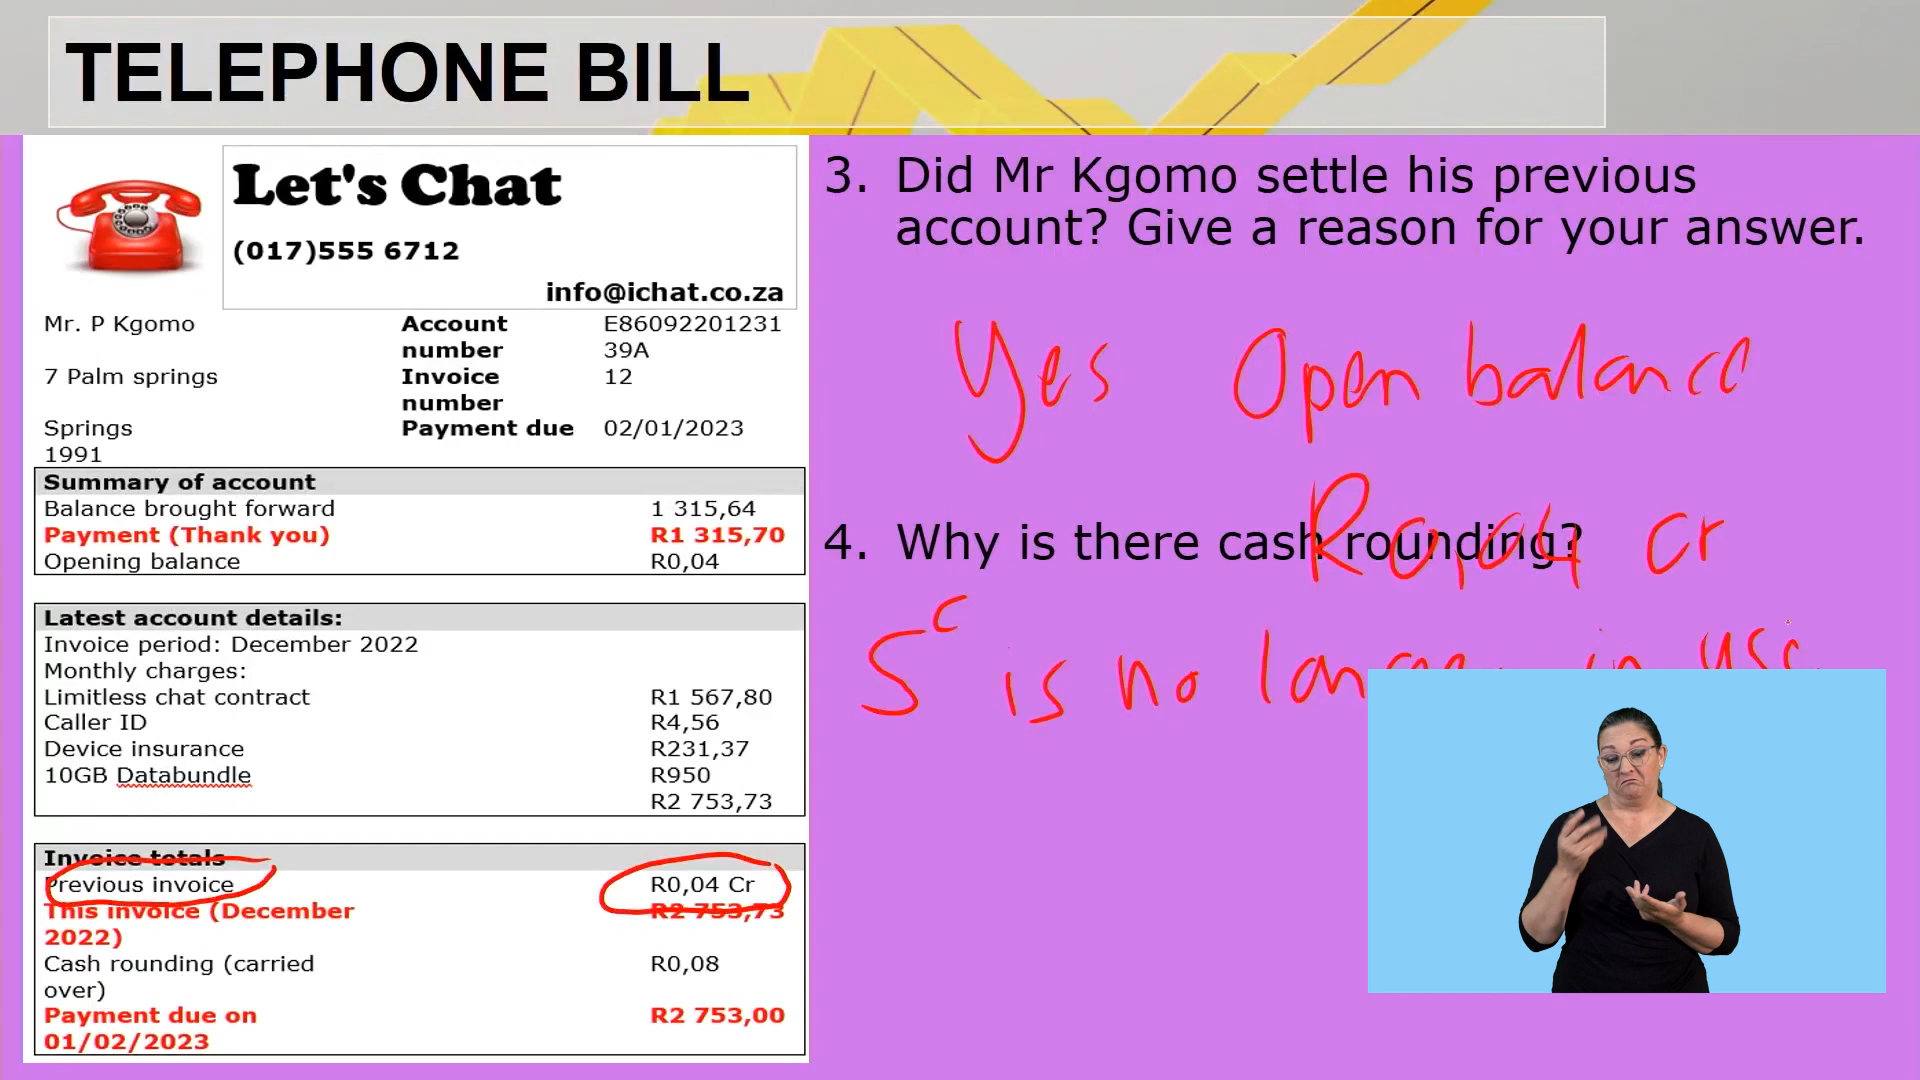 TELEPHONE BILL
Let's Chat
(017)555 6712
info@ichat.co.za
Mr. P Kgomo
Account number E86092201231 39A
7 Palm springs
Invoice number 12
Springs
Payment due 02/01/2023
1991
Summary of account
Balance brought forward 1 315,64
Payment (Thank you) R1 315,70
Opening balance R0,04
Latest account details:
Invoice period: December 2022
Monthly charges:
Limitless chat contract R1 567,80
Caller ID R4,56
Device insurance R231,37
10GB Databundle R950
R2 753,73
Invoice totals
Previous invoice R0,04 Cr
This invoice (December R2 753,73
2022)
Cash rounding (carried R0,08
over)
Payment due on R2 753,00
01/02/2023
3. Did Mr Kgomo settle his previous
account? Give a reason for your answer.
Yes Open balance
R0,04 cr
4. Why is there cash rounding?
5c is no longer in use